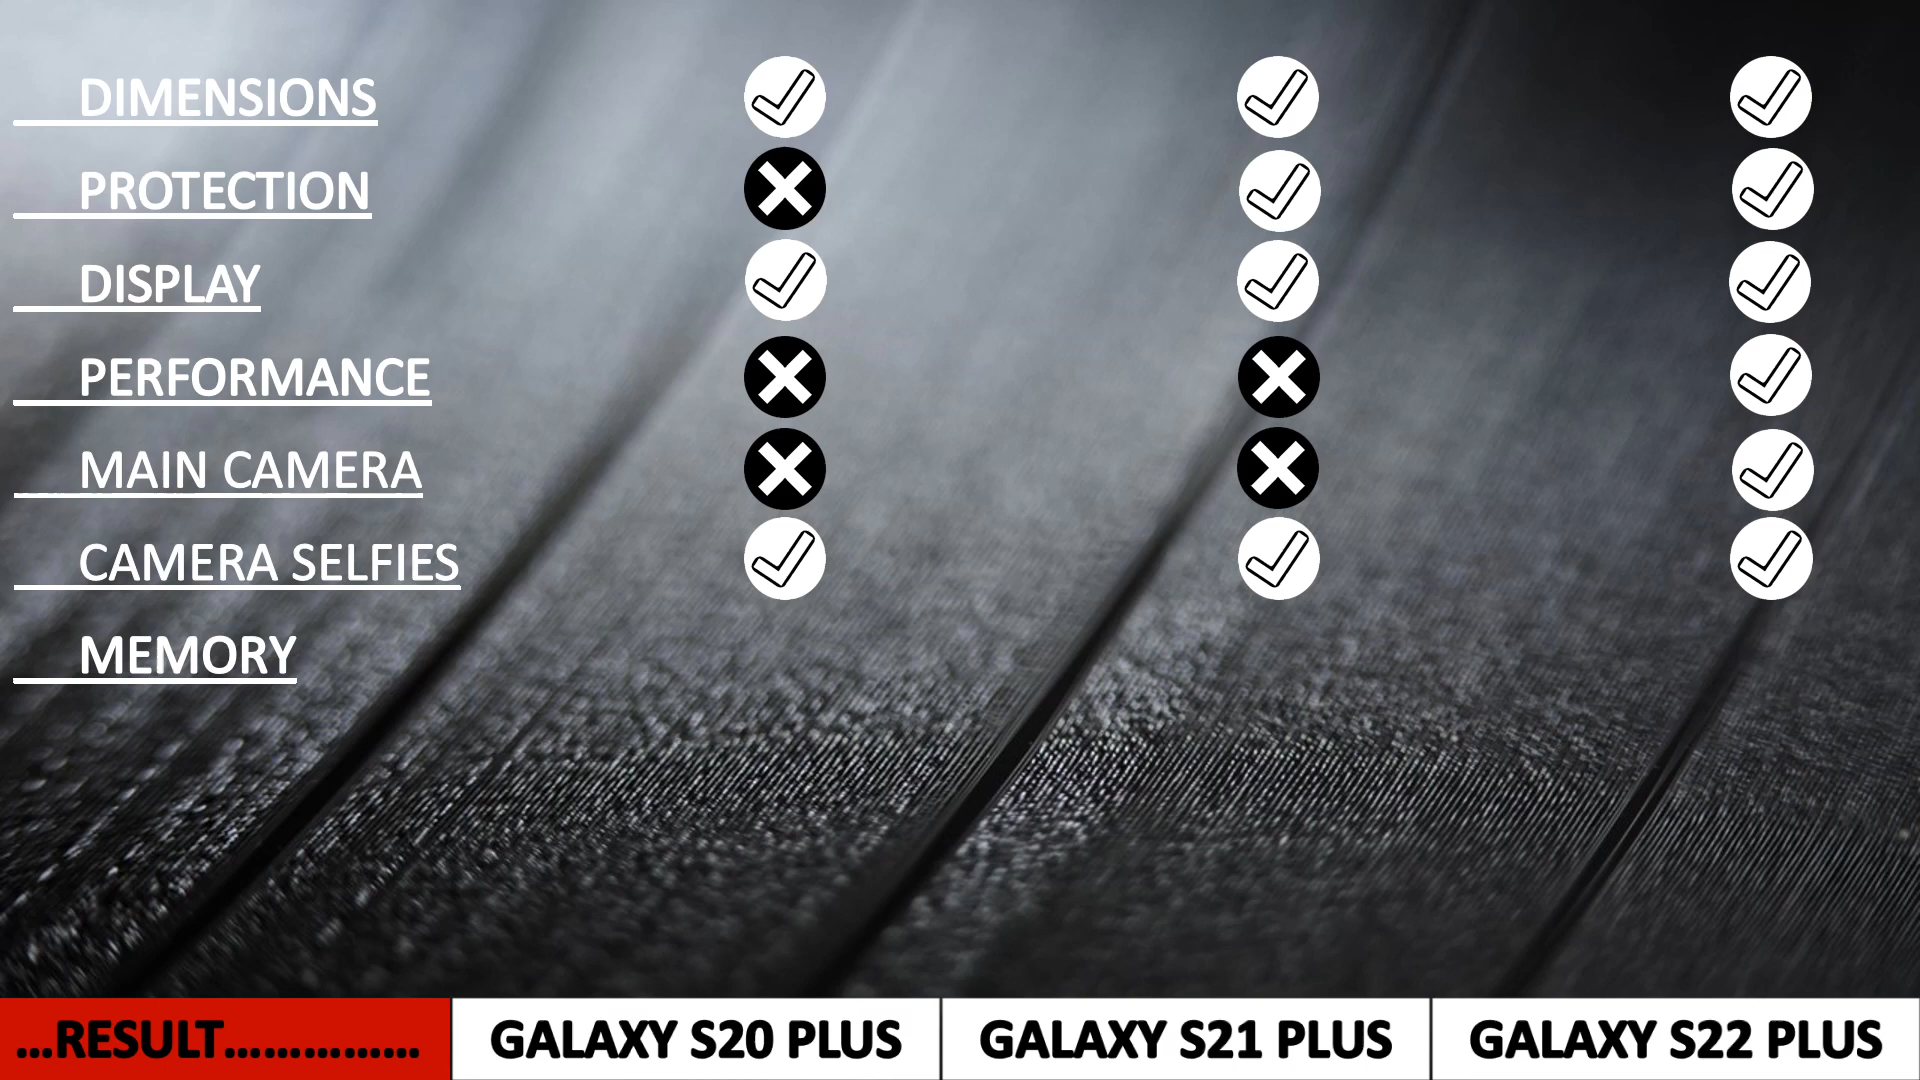 DIMENSIONS
PROTECTION
DISPLAY
PERFORMANCE
MAIN CAMERA
CAMERA SELFIES
MEMORY
...RESULT............... GALAXY S20 PLUS GALAXY S21 PLUS GALAXY S22 PLUS